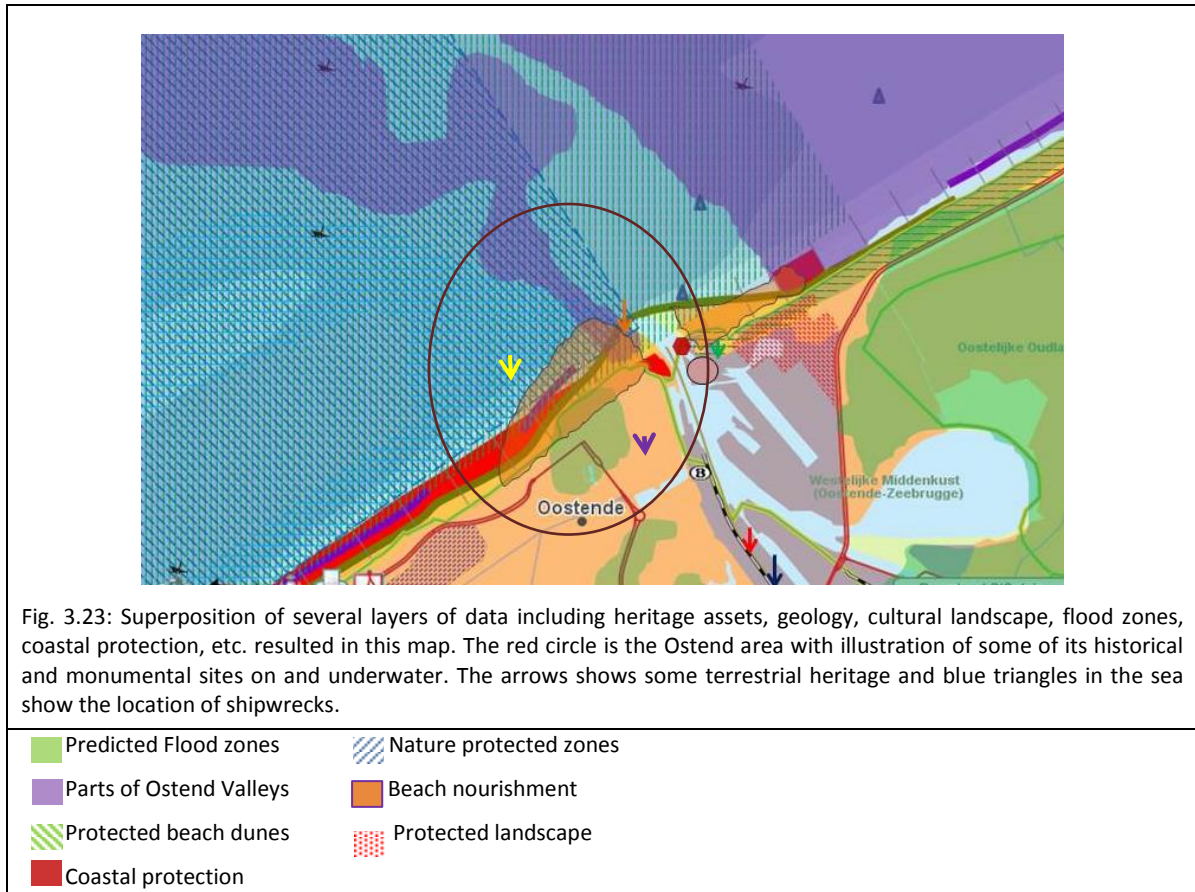 Oostelijke Oudla
B
Westelijke Middenkust
(Oostende-Zeebrugge)
Oostende
Fig. 3.23: Superposition of several layers of data including heritage assets, geology, cultural landscape, flood zones,
coastal protection, etc. resulted in this map. The red circle is the Ostend area with illustration of some of its historical
and monumental sites on and underwater. The arrows shows some terrestrial heritage and blue triangles in the sea
show the location of shipwrecks.
Predicted Flood zones
Nature protected zones
Parts of Ostend Valleys
Beach nourishment
Protected beach dunes
Protected landscape
Coastal protection